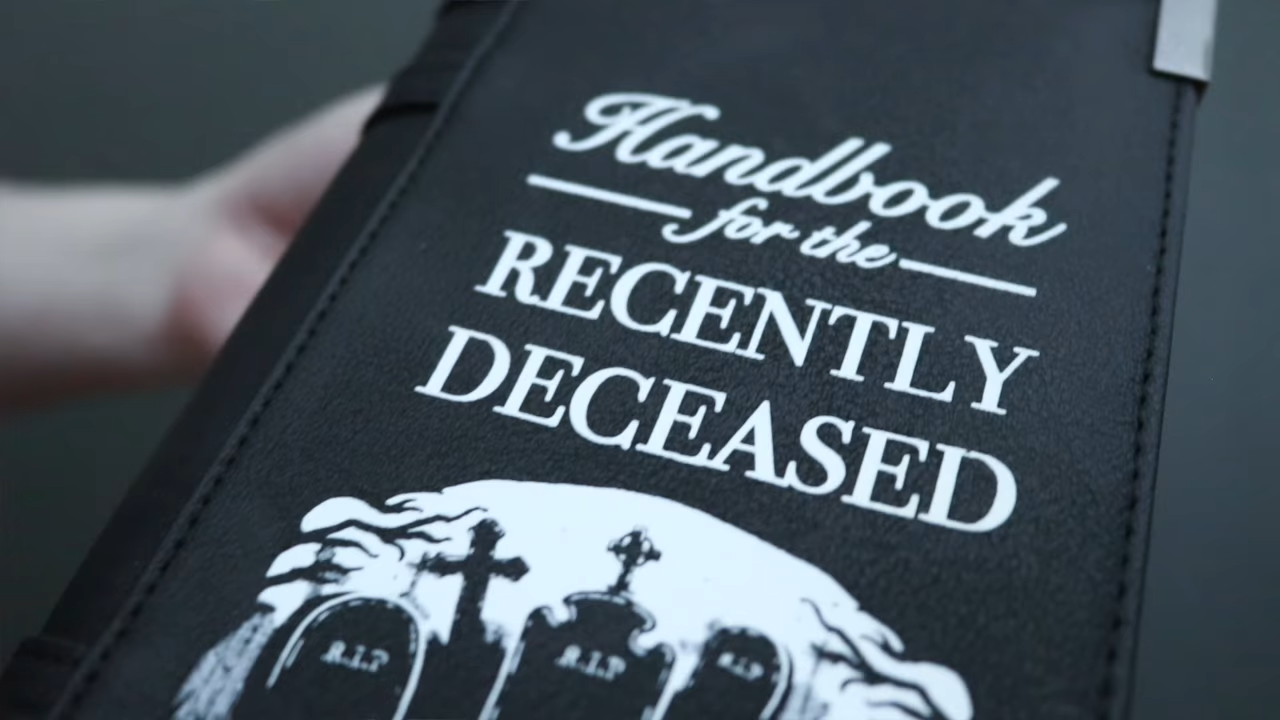 Handbook
for the
RECENTLY
DECEASED
R.I.P
R.I.P
R.I.P